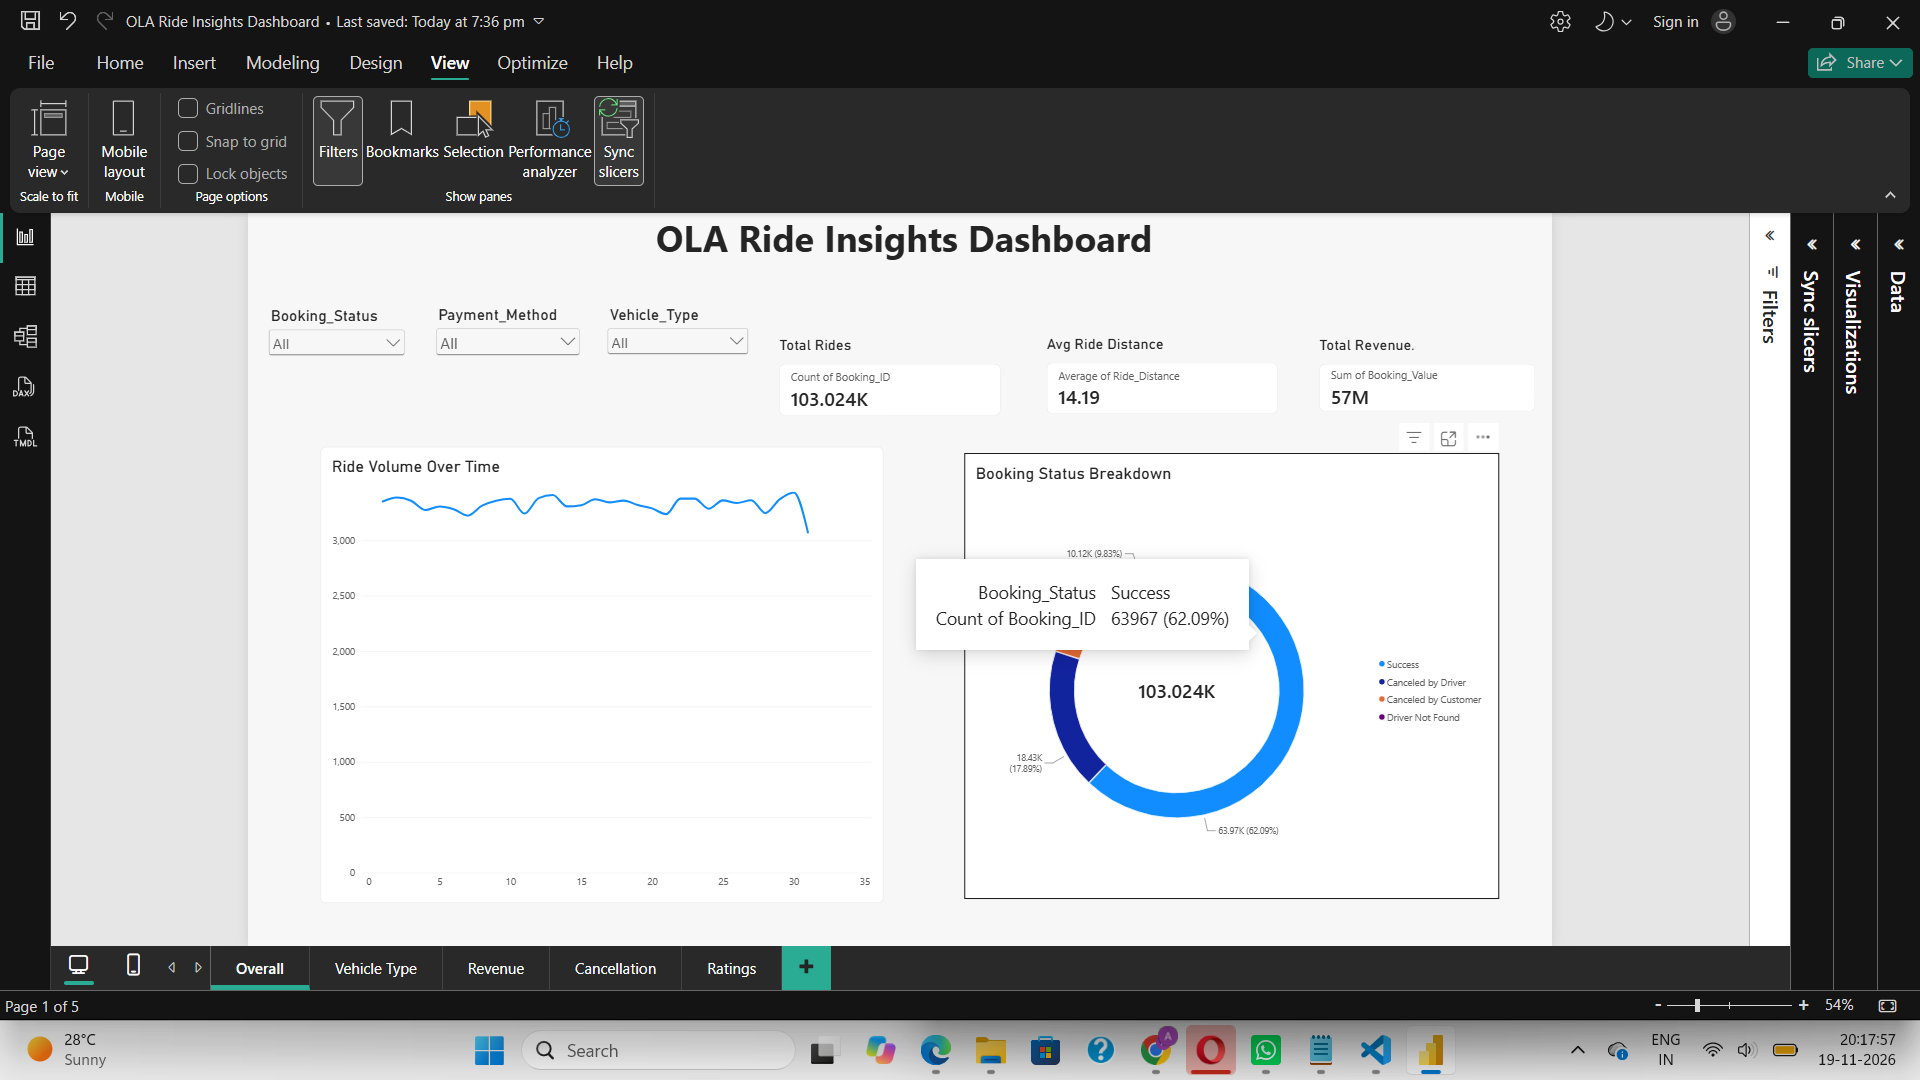 OLA Ride Insights Dashboard • Last saved: Today at 7:36 pm
Sign in
File Home Insert Modeling Design View Optimize Help
Share
Page view
Scale to fit
Mobile layout
Mobile
Gridlines
Snap to grid
Lock objects
Page options
Filters
Bookmarks
Selection
Performance analyzer
Sync slicers
Show panes
DAX
TMDL
OLA Ride Insights Dashboard
Booking_Status
All
Payment_Method
All
Vehicle_Type
All
Total Rides
Count of Booking_ID
103.024K
Avg Ride Distance
Average of Ride_Distance
14.19
Total Revenue.
Sum of Booking_Value
57M
Ride Volume Over Time
3,000
2,500
2,000
1,500
1,000
500
0
0 5 10 15 20 25 30 35
Booking Status Breakdown
10.12K (9.83%)
Booking_Status Success
Count of Booking_ID 63967 (62.09%)
103.024K
18.43K
(17.89%)
63.97K (62.09%)
Success
Canceled by Driver
Canceled by Customer
Driver Not Found
Filters
Sync slicers
Visualizations
Data
Overall Vehicle Type Revenue Cancellation Ratings
Page 1 of 5
- + 54%
28°C
Sunny
Search
A
ENG
IN
20:17:57
19-11-2026